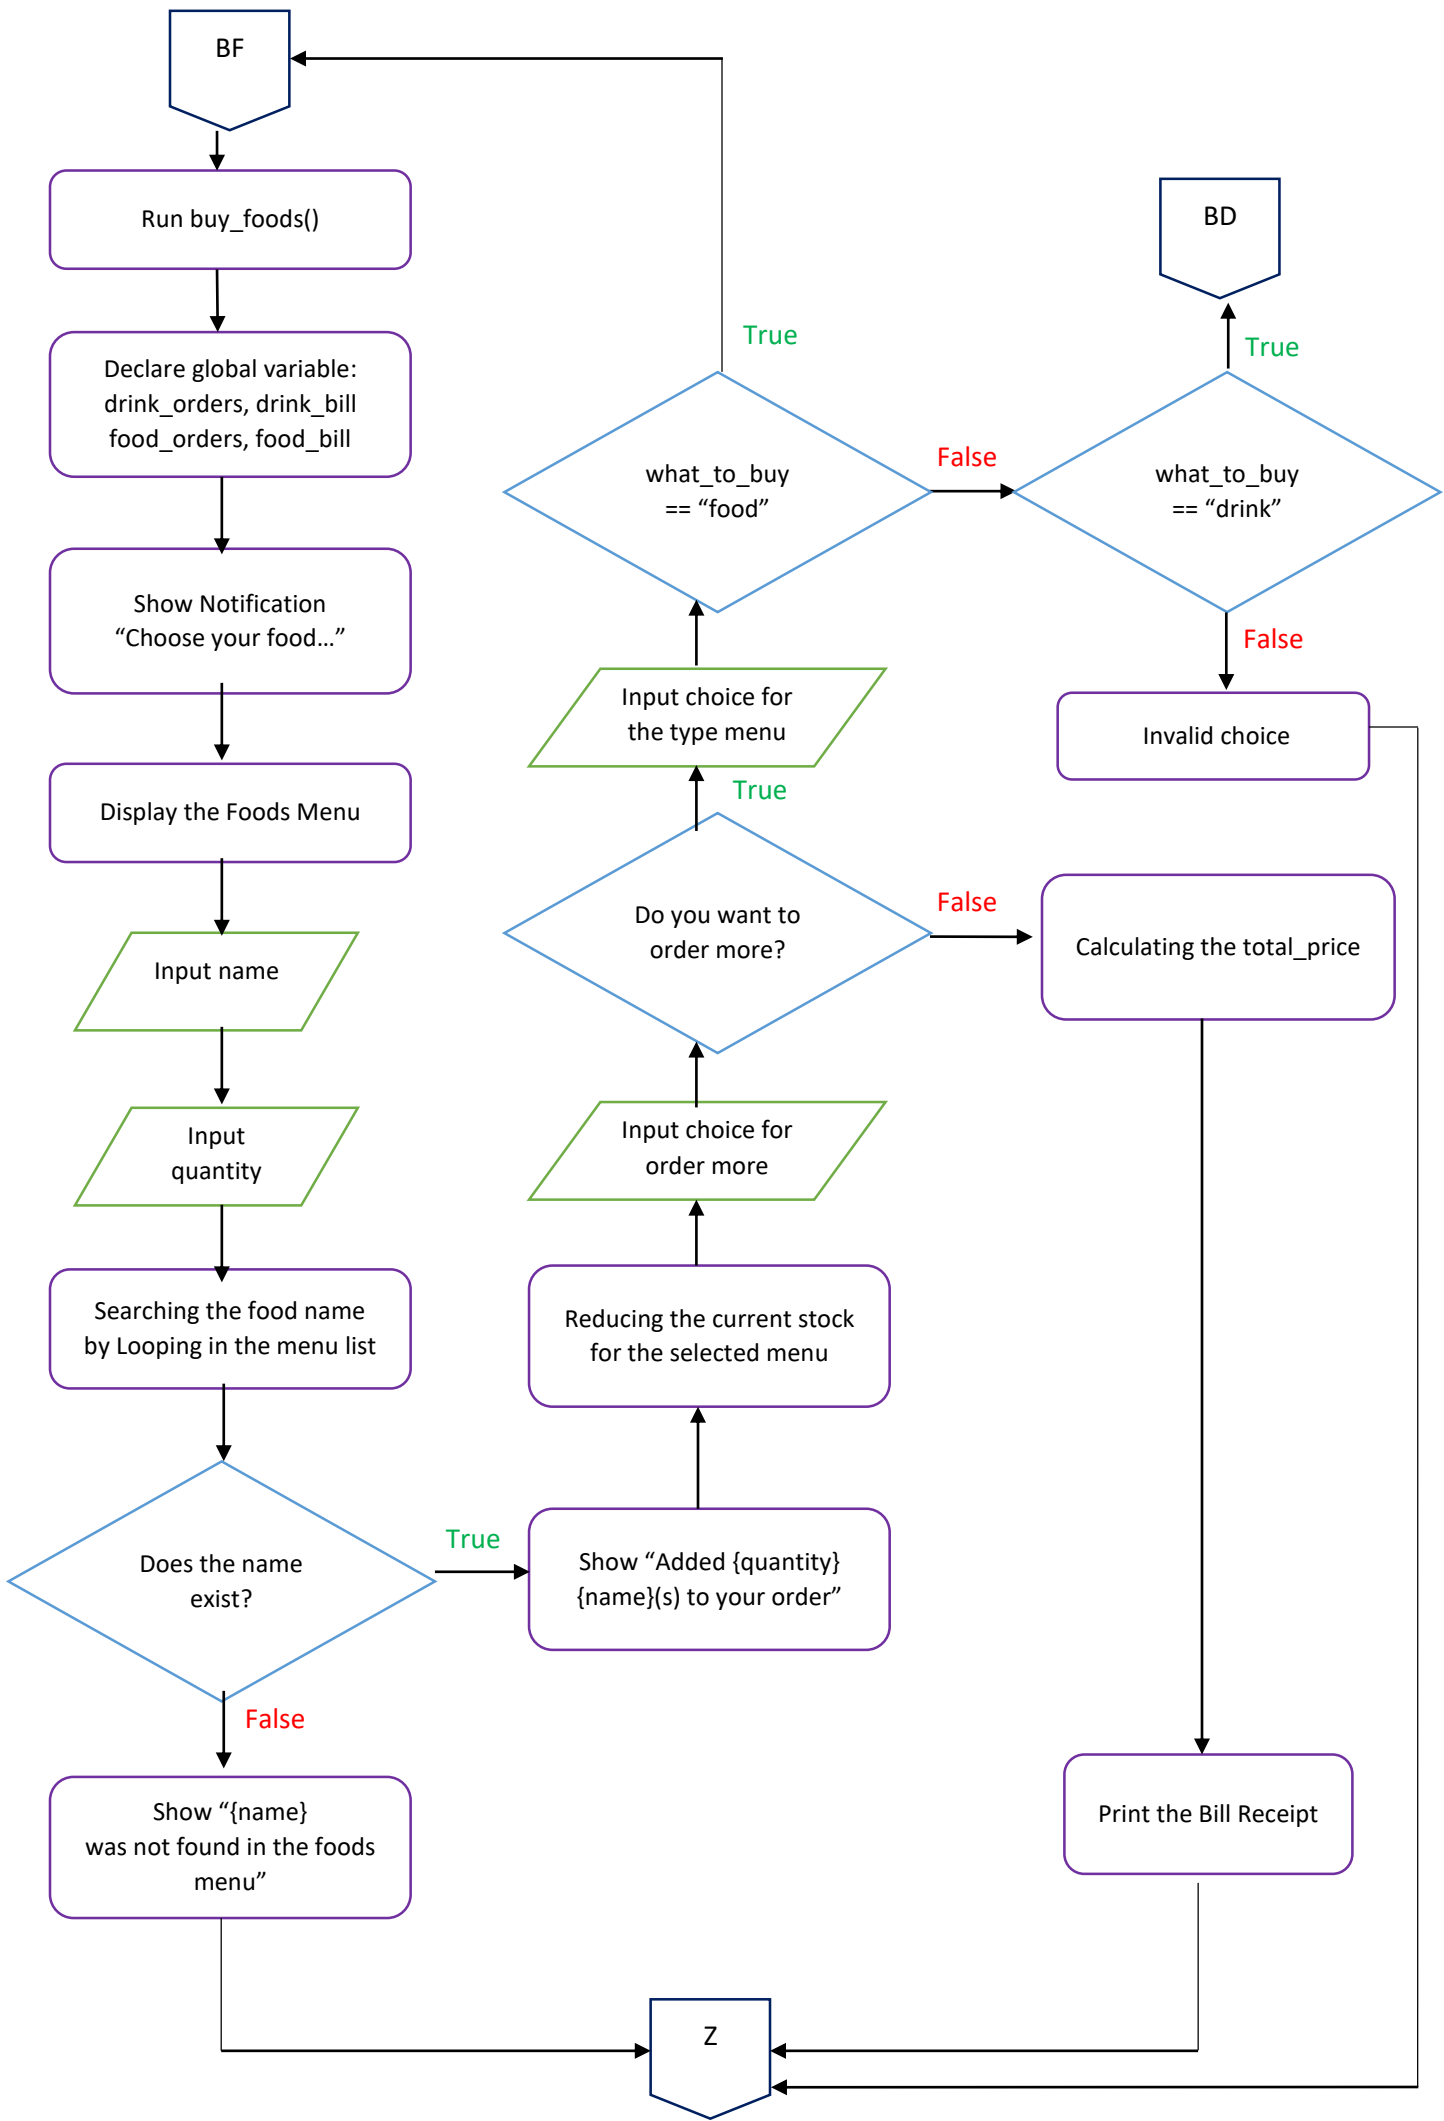 BF
Run buy_foods()
Declare global variable:
drink_orders, drink_bill
food_orders, food_bill
Show Notification
“Choose your food…”
Display the Foods Menu
Input name
Input
quantity
Searching the food name
by Looping in the menu list
Does the name
exist?
True
False
Show “{name}
was not found in the foods
menu”
Show “Added {quantity}
{name}(s) to your order”
Reducing the current stock
for the selected menu
Input choice for
order more
Do you want to
order more?
True
False
Input choice for
the type menu
what_to_buy
== “food”
True
False
what_to_buy
== “drink”
True
BD
False
Invalid choice
Calculating the total_price
Print the Bill Receipt
Z